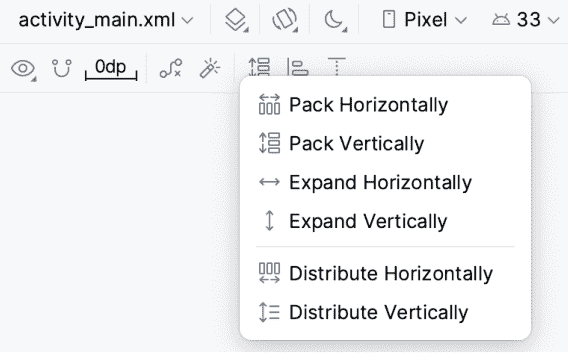 activity_main.xml Pixel 33
0dp
Pack Horizontally
Pack Vertically
Expand Horizontally
Expand Vertically
Distribute Horizontally
Distribute Vertically